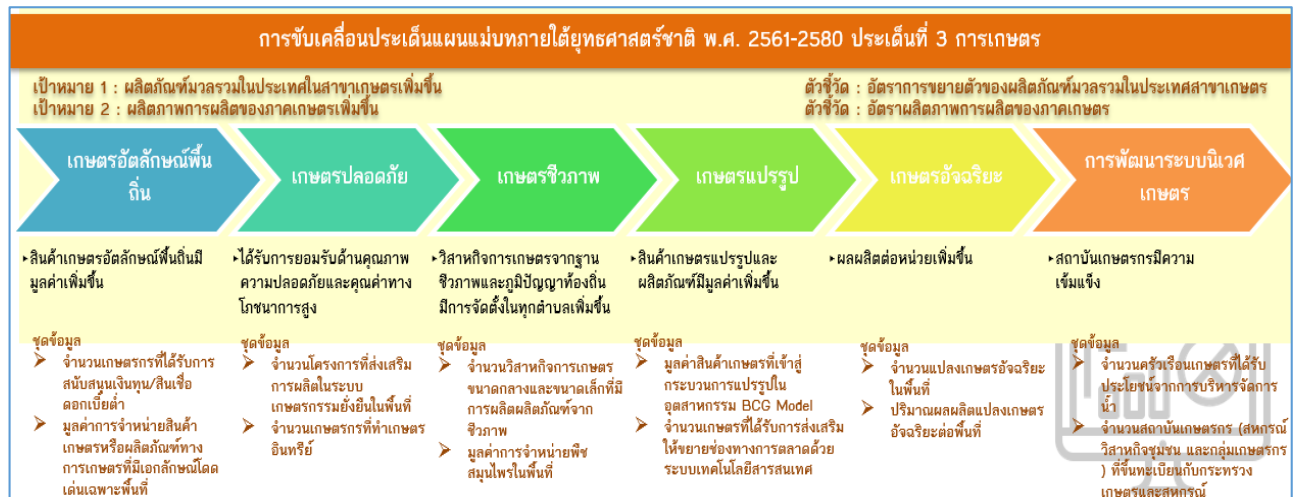 การขับเคลื่อนประเด็นแผนแม่บทภายใต้ยุทธศาสตร์ชาติ พ.ศ. 2561-2580 ประเด็นที่ 3 การเกษตร
เป้าหมาย 1 : ผลิตภัณฑ์มวลรวมในประเทศในสาขาเกษตรเพิ่มขึ้น
เป้าหมาย 2 : ผลิตภาพการผลิตของภาคเกษตรเพิ่มขึ้น
ตัวชี้วัด : อัตราการขยายตัวของผลิตภัณฑ์มวลรวมในประเทศสาขาเกษตร
ตัวชี้วัด : อัตราผลิตภาพการผลิตของภาคเกษตร
เกษตรอัตลักษณ์พื้น
ถิ่น
เกษตรปลอดภัย
เกษตรชีวภาพ
เกษตรแปรรูป
เกษตรอัจฉริยะ
การพัฒนาระบบนิเวศ
เกษตร
▸สินค้าเกษตรอัตลักษณ์พื้นถิ่นมี
มูลค่าเพิ่มขึ้น
▸ได้รับการยอมรับด้านคุณภาพ
ความปลอดภัยและคุณค่าทาง
โภชนาการสูง
▸วิสาหกิจการเกษตรจากฐาน
ชีวภาพและภูมิปัญญาท้องถิ่น
มีการจัดตั้งในทุกตำบลเพิ่มขึ้น
▸สินค้าเกษตรแปรรูปและ
ผลิตภัณฑ์มีมูลค่าเพิ่มขึ้น
▸ผลผลิตต่อหน่วยเพิ่มขึ้น
▸สถาบันเกษตรกรมีความ
เข้มแข็ง
ชุดข้อมูล
➢ จำนวนเกษตรกรที่ได้รับการ
สนับสนุนเงินทุน/สินเชื่อ
ดอกเบี้ยต่ำ
➢ มูลค่าการจำหน่ายสินค้า
เกษตรหรือผลิตภัณฑ์ทาง
การเกษตรที่มีเอกลักษณ์โดด
เด่นเฉพาะพื้นที่
ชุดข้อมูล
➢ จำนวนโครงการที่ส่งเสริม
การผลิตในระบบ
เกษตรกรรมยั่งยืนในพื้นที่
➢ จำนวนเกษตรกรที่ทำเกษตร
อินทรีย์
ชุดข้อมูล
➢ จำนวนวิสาหกิจการเกษตร
ขนาดกลางและขนาดเล็กที่มี
การผลิตผลิตภัณฑ์จาก
ชีวภาพ
➢ มูลค่าการจำหน่ายพืช
สมุนไพรในพื้นที่
ชุดข้อมูล
➢ มูลค่าสินค้าเกษตรที่เข้าสู่
กระบวนการแปรรูปใน
อุตสาหกรรม BCG Model
➢ จำนวนเกษตรที่ได้รับการส่งเสริม
ให้ขยายช่องทางการตลาดด้วย
ระบบเทคโนโลยีสารสนเทศ
ชุดข้อมูล
➢ จำนวนแปลงเกษตรอัจฉริยะ
ในพื้นที่
➢ ปริมาณผลผลิตแปลงเกษตร
อัจฉริยะต่อพื้นที่
ชุดข้อมูล
➢ จำนวนครัวเรือนเกษตรที่ได้รับ
ประโยชน์จากการบริหารจัดการ
น้ำ
➢ จำนวนสถาบันเกษตรกร (สหกรณ์
วิสาหกิจชุมชน และกลุ่มเกษตรกร
) ที่ขึ้นทะเบียนกับกระทรวง
เกษตรและสหกรณ์